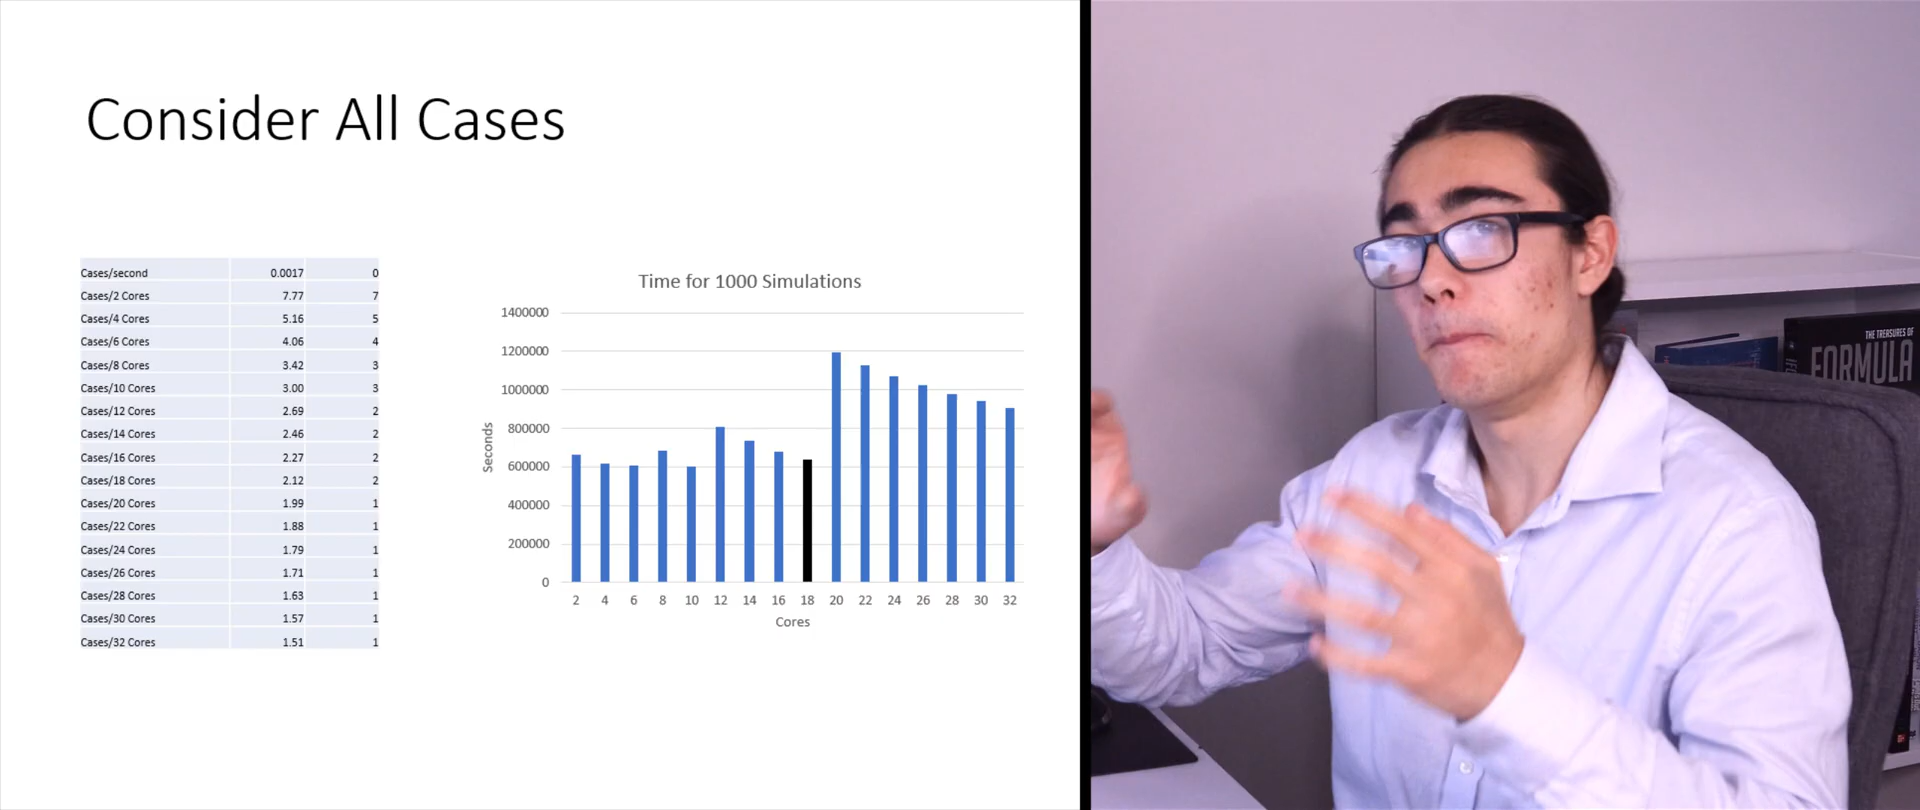 Consider All Cases
Cases/second 0.0017 0
Cases/2 Cores 7.77 7
Cases/4 Cores 5.16 5
Cases/6 Cores 4.06 4
Cases/8 Cores 3.42 3
Cases/10 Cores 3.00 3
Cases/12 Cores 2.69 2
Cases/14 Cores 2.46 2
Cases/16 Cores 2.27 2
Cases/18 Cores 2.12 2
Cases/20 Cores 1.99 1
Cases/22 Cores 1.88 1
Cases/24 Cores 1.79 1
Cases/26 Cores 1.71 1
Cases/28 Cores 1.63 1
Cases/30 Cores 1.57 1
Cases/32 Cores 1.51 1
Time for 1000 Simulations
1400000
1200000
1000000
800000
600000
400000
200000
0
Seconds
2 4 6 8 10 12 14 16 18 20 22 24 26 28 30 32
Cores
THE TREASURES OF
FORMULA